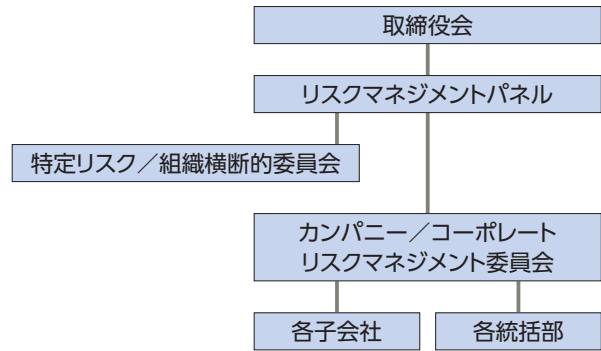 取締役会
リスクマネジメントパネル
特定リスク／組織横断的委員会
カンパニー／コーポレート
リスクマネジメント委員会
各子会社
各統括部